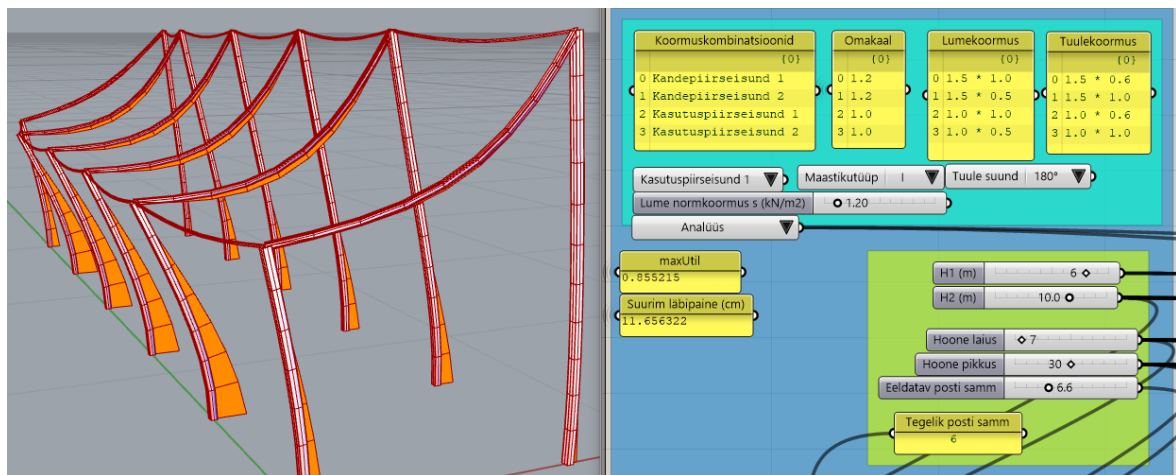 Koormuskombinatsioonid
{0}
0 Kandepiirseisund 1
1 Kandepiirseisund 2
2 Kasutuspiirseisund 1
3 Kasutuspiirseisund 2
Omakaal
{0}
0 1.2
1 1.2
2 1.0
3 1.0
Lumekoormus
{0}
0 1.5 * 1.0
1 1.5 * 0.5
2 1.0 * 1.0
3 1.0 * 0.5
Tuulekoormus
{0}
0 1.5 * 0.6
1 1.5 * 1.0
2 1.0 * 0.6
3 1.0 * 1.0
Kasutuspiirseisund 1
Maastikutüüp I
Tuule suund 180°
Lume normkoormus s (kN/m2) 1.20
Analüüs
maxUtil
0.855215
Suurim läbipaine (cm)
11.656322
H1 (m) 6
H2 (m) 10.0
Hoone laius 7
Hoone pikkus 30
Eeldatav posti samm 6.6
Tegelik posti samm
6